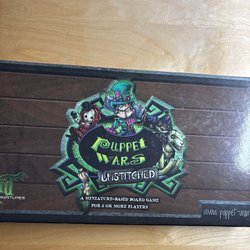 PUPPET
WARS
UNSTITCHED
A MINIATURE-BASED BOARD GAME
FOR 2 OR MORE PLAYERS